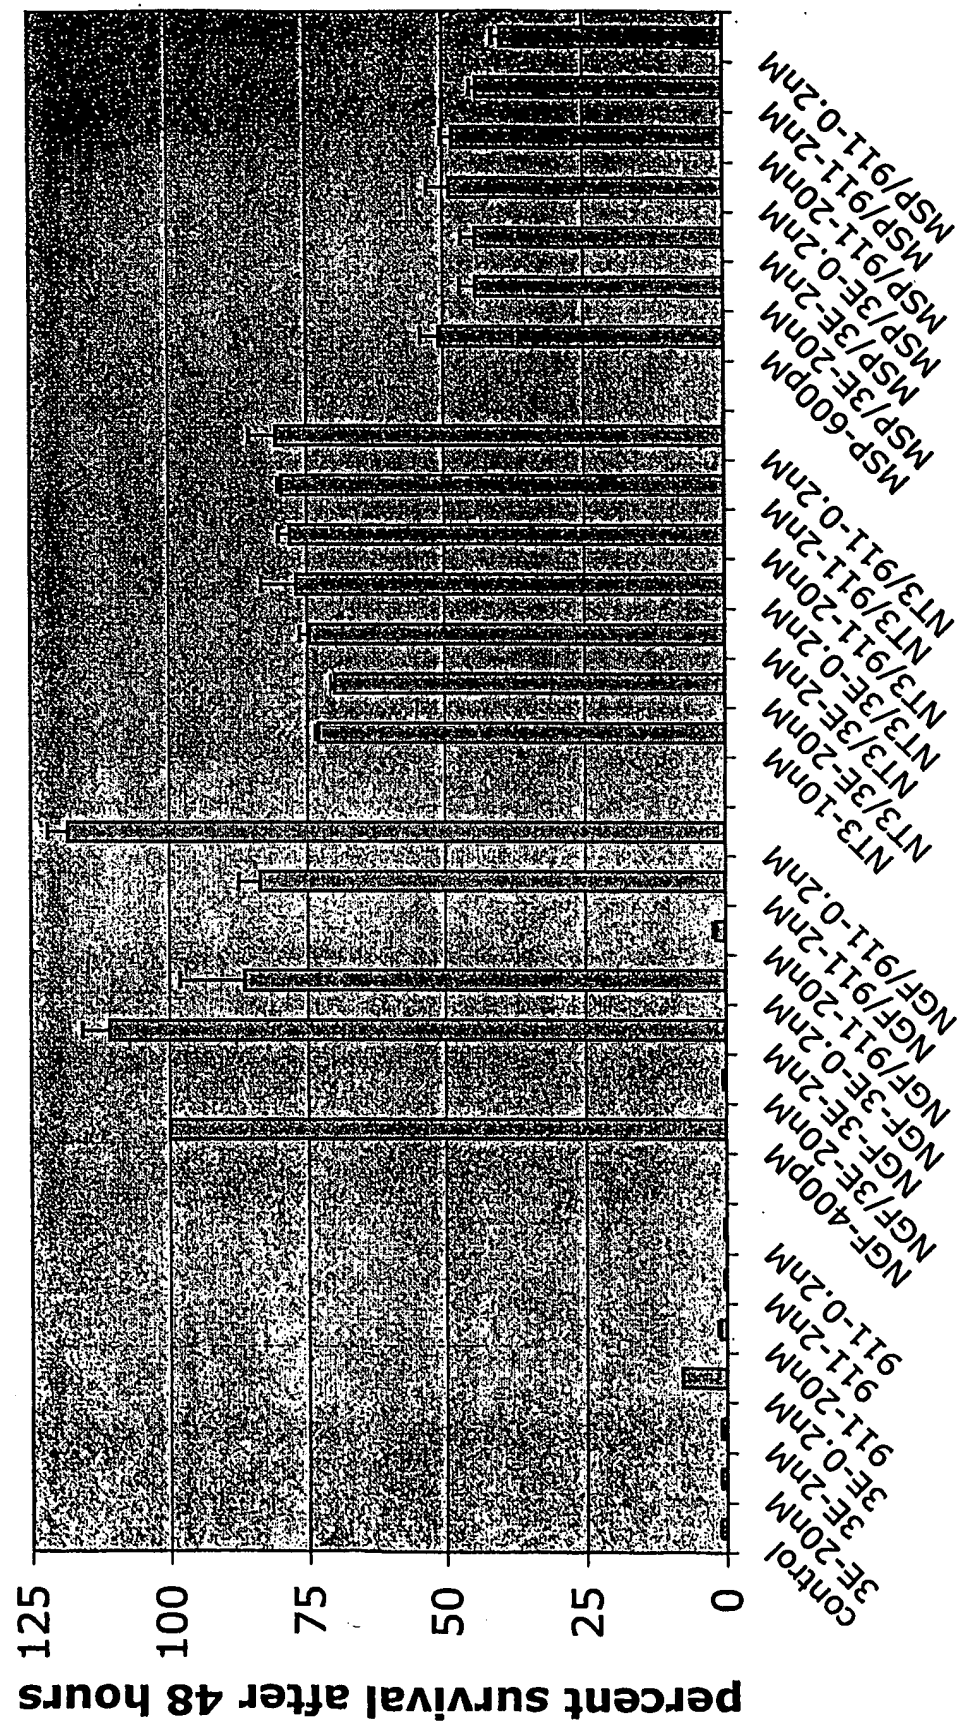 percent survival after 48 hours
125
100
75
50
25
0
control
3E-20nM
3E-2nM
3E-0.2nM
911-20nM
911-2nM
911-0.2nM
NGF-400pM
NGF/3E-20nM
NGF-3E-2nM
NGF-3E-0.2nM
NGF/911-20nM
NGF/911-2nM
NGF/911-0.2nM
NT3-10nM
NT3/3E-20nM
NT3/3E-2nM
NT3/3E-0.2nM
NT3/911-20nM
NT3/911-2nM
NT3/911-0.2nM
MSP-600pM
MSP/3E-20nM
MSP/3E-2nM
MSP/3E-0.2nM
MSP/911-20nM
MSP/911-2nM
MSP/911-0.2nM